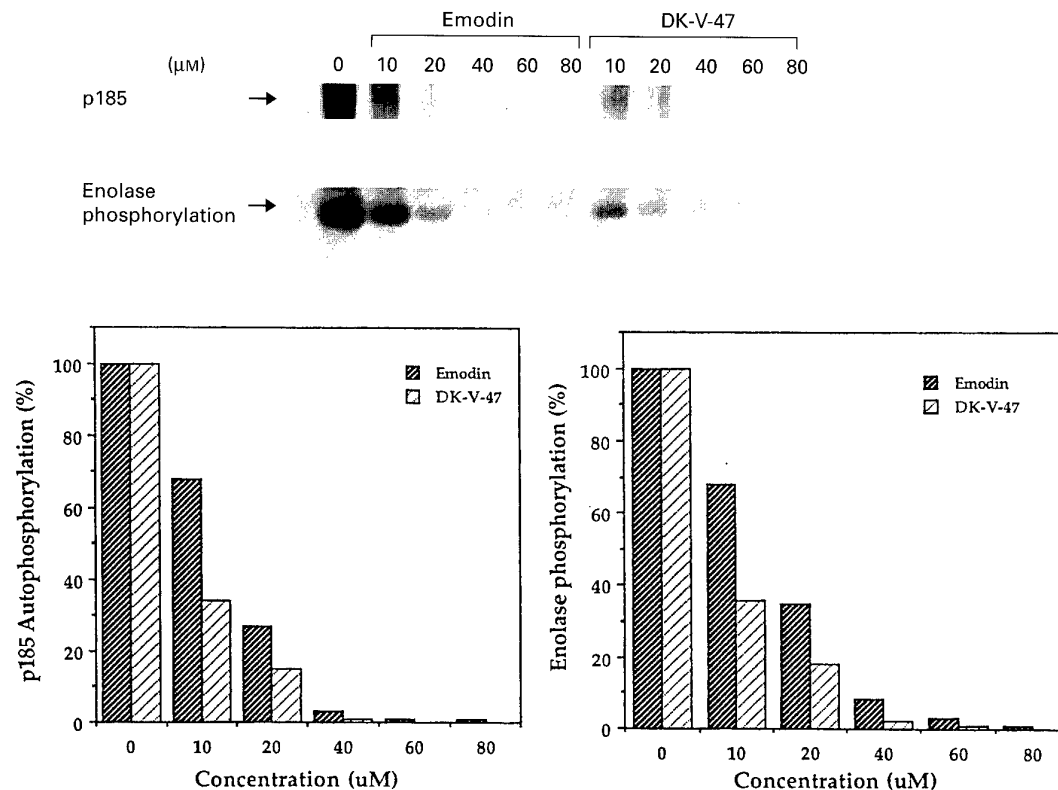 Emodin DK-V-47
(µM) 0 10 20 40 60 80 10 20 40 60 80
p185
Enolase
phosphorylation
p185 Autophosphorylation (%)
100
80
60
40
20
0
Emodin
DK-V-47
0 10 20 40 60 80
Concentration (uM)
Enolase phosphorylation (%)
100
80
60
40
20
0
Emodin
DK-V-47
0 10 20 40 60 80
Concentration (uM)